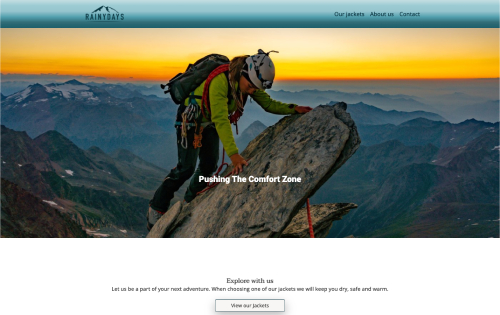 RAINYDAYS
Our Jackets About us Contact
Pushing The Comfort Zone
Explore with us
Let us be a part of your next adventure. When choosing one of our jackets we will keep you dry, safe and warm.
View our Jackets